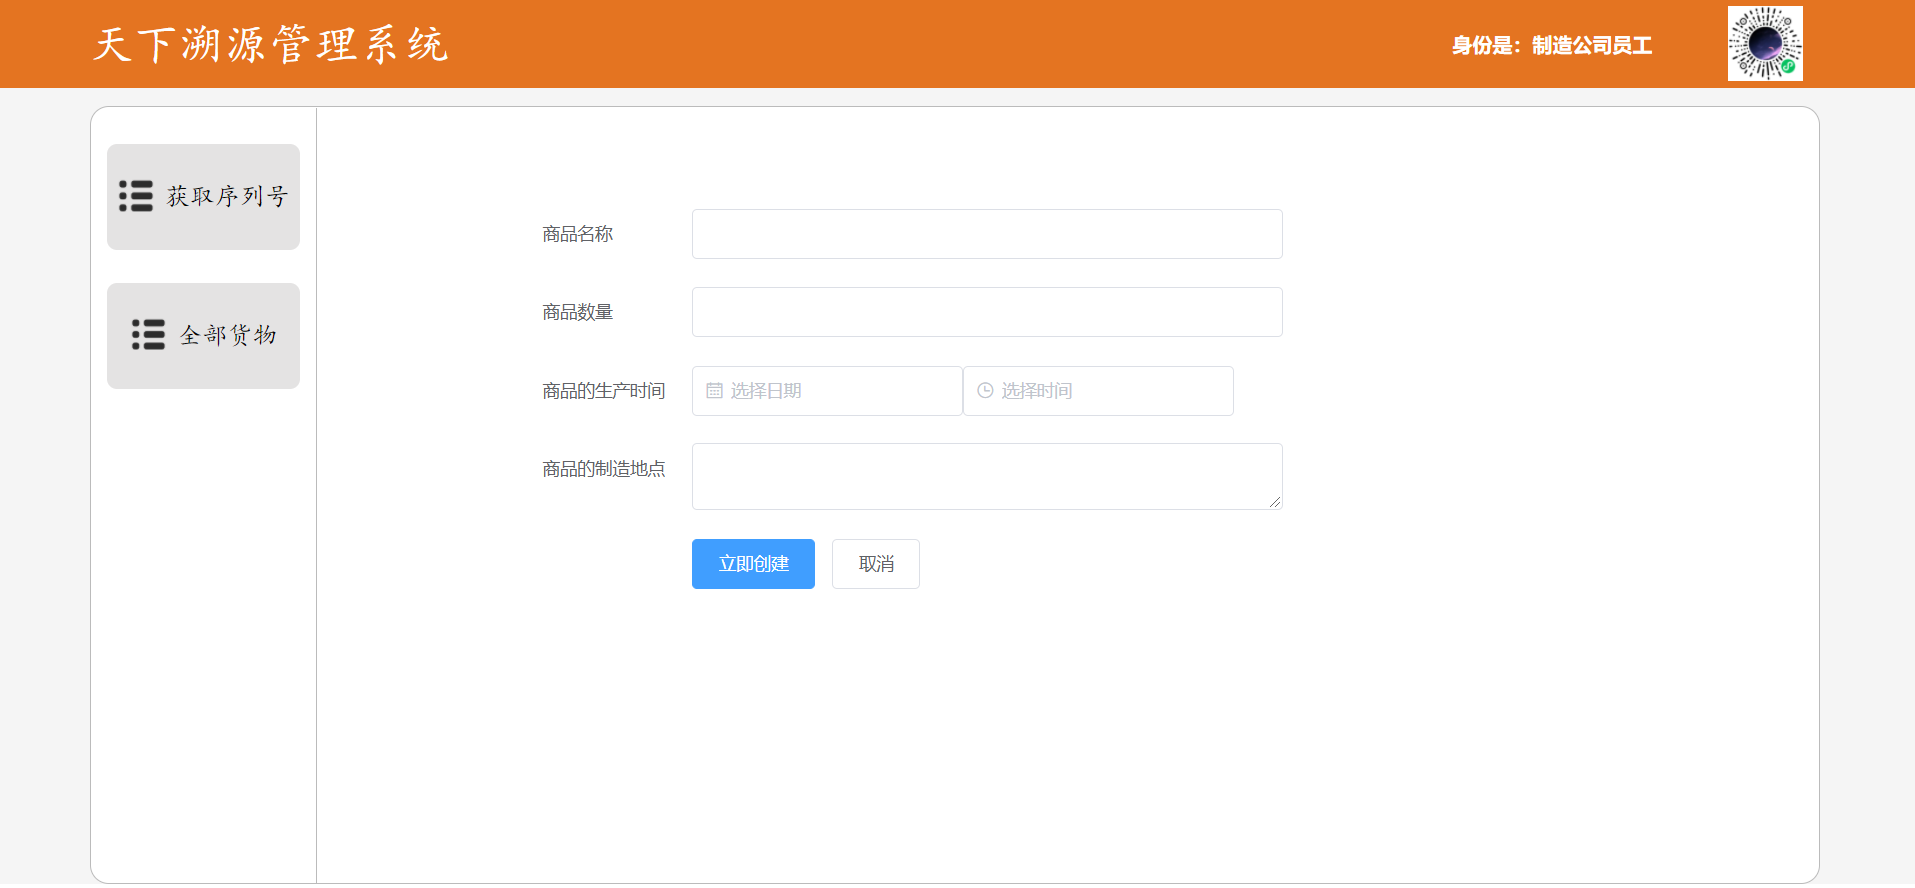 天下溯源管理系统
身份是：制造公司员工
获取序列号
全部货物
商品名称
商品数量
商品的生产时间 选择日期 选择时间
商品的制造地点
立即创建 取消